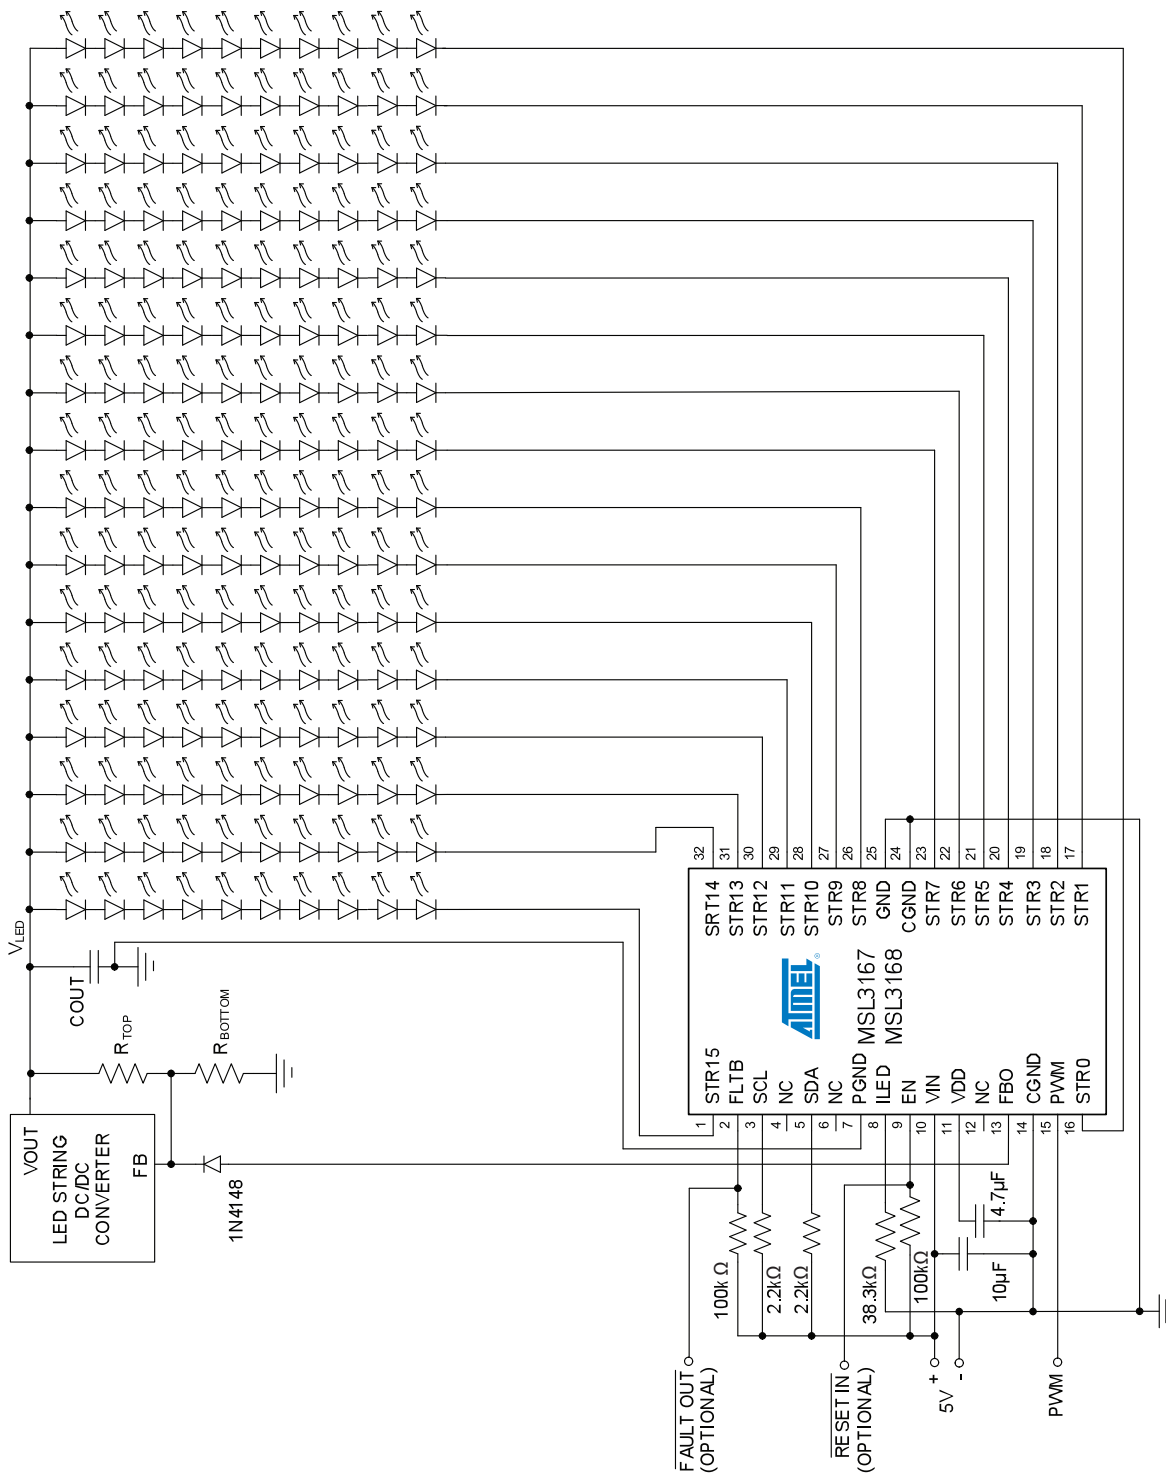 V_LED
COUT
R_TOP
R_BOTTOM
VOUT
LED STRING
DC/DC
CONVERTER
FB
1N4148
32
31
30
29
28
27
26
25
24
23
22
21
20
19
18
17
SRT14
STR13
STR12
STR11
STR10
STR9
STR8
GND
CGND
STR7
STR6
STR5
STR4
STR3
STR2
STR1
ATMEL®
MSL3167
MSL3168
STR15
FLTB
SCL
NC
SDA
NC
PGND
ILED
EN
VIN
VDD
NC
FBO
CGND
PWM
STR0
1
2
3
4
5
6
7
8
9
10
11
12
13
14
15
16
100kΩ
2.2kΩ
2.2kΩ
38.3kΩ
100kΩ
10µF
4.7µF
FAULT OUT
(OPTIONAL)
RESET IN
(OPTIONAL)
5V
+
-
PWM